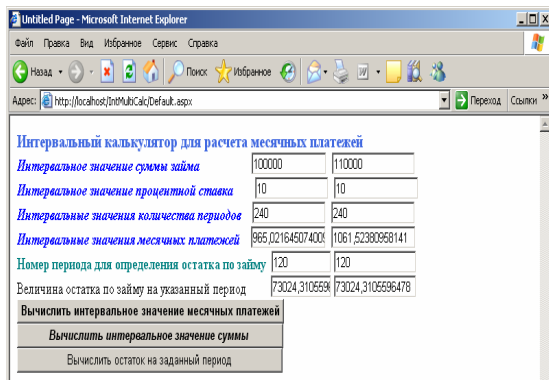 Untitled Page - Microsoft Internet Explorer
Файл Правка Вид Избранное Сервис Справка
Назад Поиск Избранное
Адрес: http://localhost/IntMultiCalc/Default.aspx Переход Ссылки »
Интервальный калькулятор для расчета месячных платежей
Интервальное значение суммы займа 100000 110000
Интервальное значение процентной ставка 10 10
Интервальные значения количества периодов 240 240
Интервальные значения месячных платежей 965,02164507400 1061,52380958141
Номер периода для определения остатка по займу 120 120
Величина остатка по займу на указанный период 73024,3105596 73024,3105596478
Вычислить интервальное значение месячных платежей
Вычислить интервальное значение суммы
Вычислить остаток на заданный период